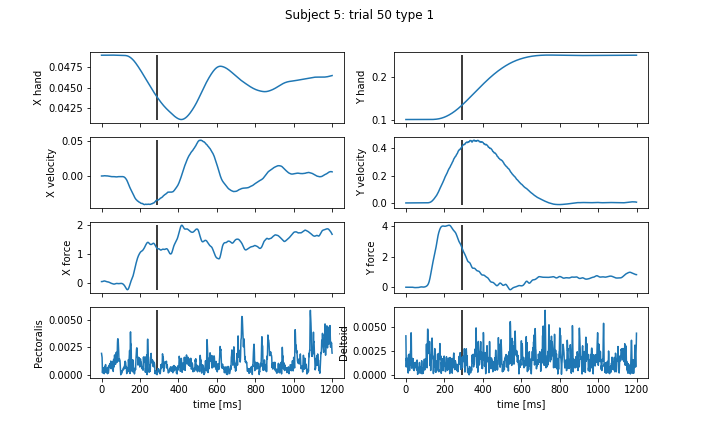 Subject 5: trial 50 type 1
X hand
0.0475
0.0450
0.0425
Y hand
0.2
0.1
X velocity
0.05
0.00
Y velocity
0.4
0.2
0.0
X force
2
1
0
Y force
4
2
0
Pectoralis
0.0050
0.0025
0.0000
0 200 400 600 800 1000 1200
time [ms]
Deltoid
0.0050
0.0025
0.0000
0 200 400 600 800 1000 1200
time [ms]